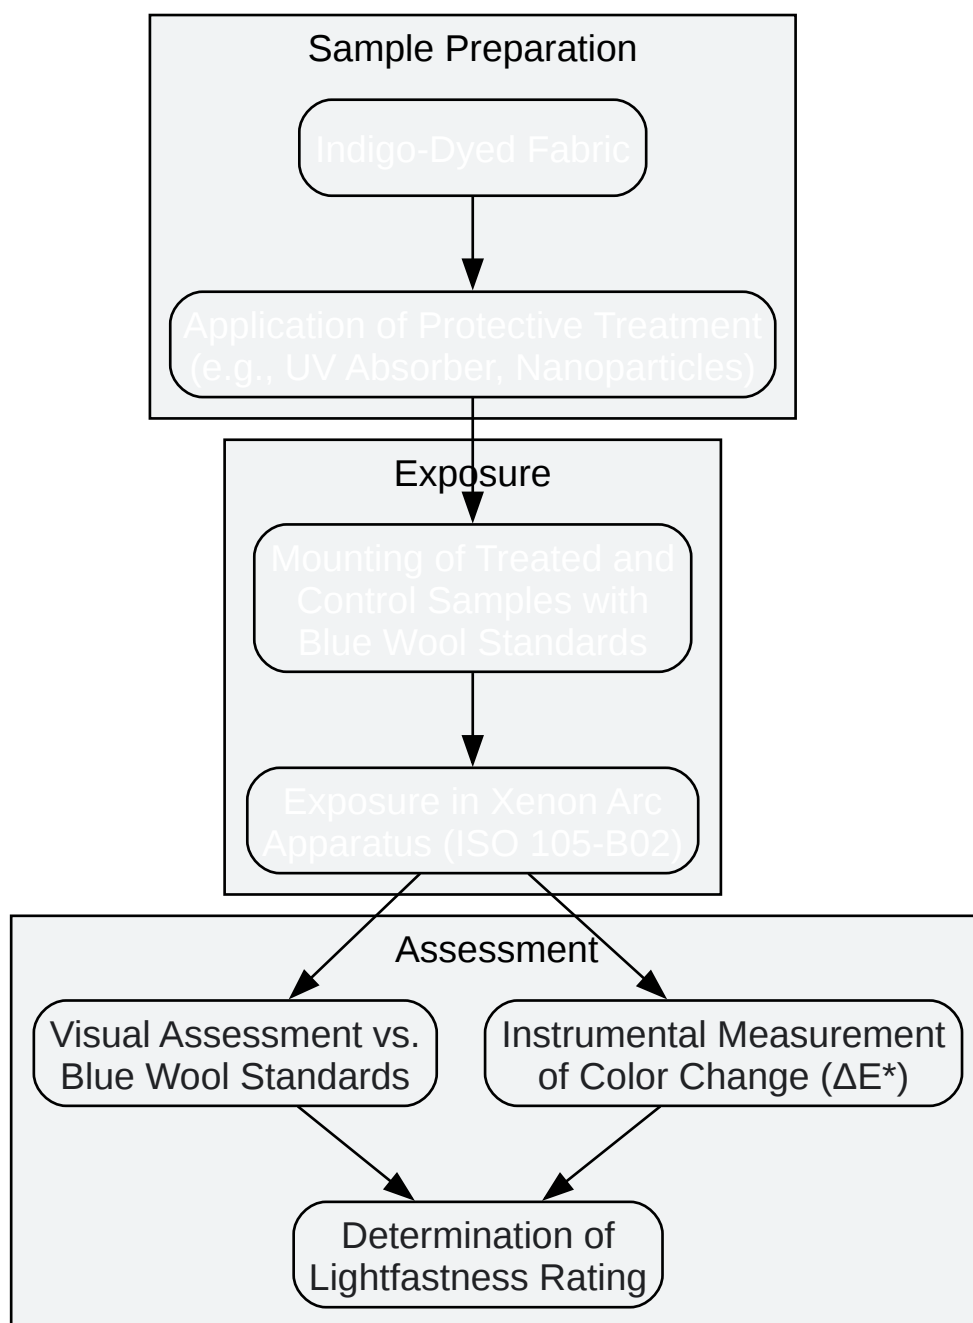 Sample Preparation
Indigo-Dyed Fabric
Application of Protective Treatment
(e.g., UV Absorber, Nanoparticles)
Exposure
Mounting of Treated and
Control Samples with
Blue Wool Standards
Exposure in Xenon Arc
Apparatus (ISO 105-B02)
Assessment
Visual Assessment vs.
Blue Wool Standards
Instrumental Measurement
of Color Change (ΔE*)
Determination of
Lightfastness Rating